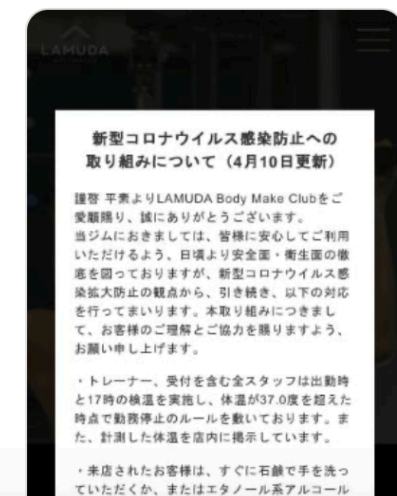 LAMUDA
新型コロナウイルス感染防止への
取り組みについて（4月10日更新）
謹啓 平素よりLAMUDA Body Make Clubをご
愛顧賜り、誠にありがとうございます。
当ジムにおきましては、皆様に安心してご利用
いただけるよう、日頃より安全面・衛生面の徹
底を図っておりますが、新型コロナウイルス感
染拡大防止の観点から、引き続き、以下の対応
を行ってまいります。本取り組みにつきまし
て、お客様のご理解とご協力を賜りますよう、
お願い申し上げます。
・トレーナー、受付を含む全スタッフは出勤時
と17時の検温を実施し、体温が37.0度を超えた
時点で勤務停止のルールを敷いております。ま
た、計測した体温を店内に掲示しています。
・来店されたお客様は、すぐに石鹸で手を洗っ
ていただくか、またはエタノール系アルコール